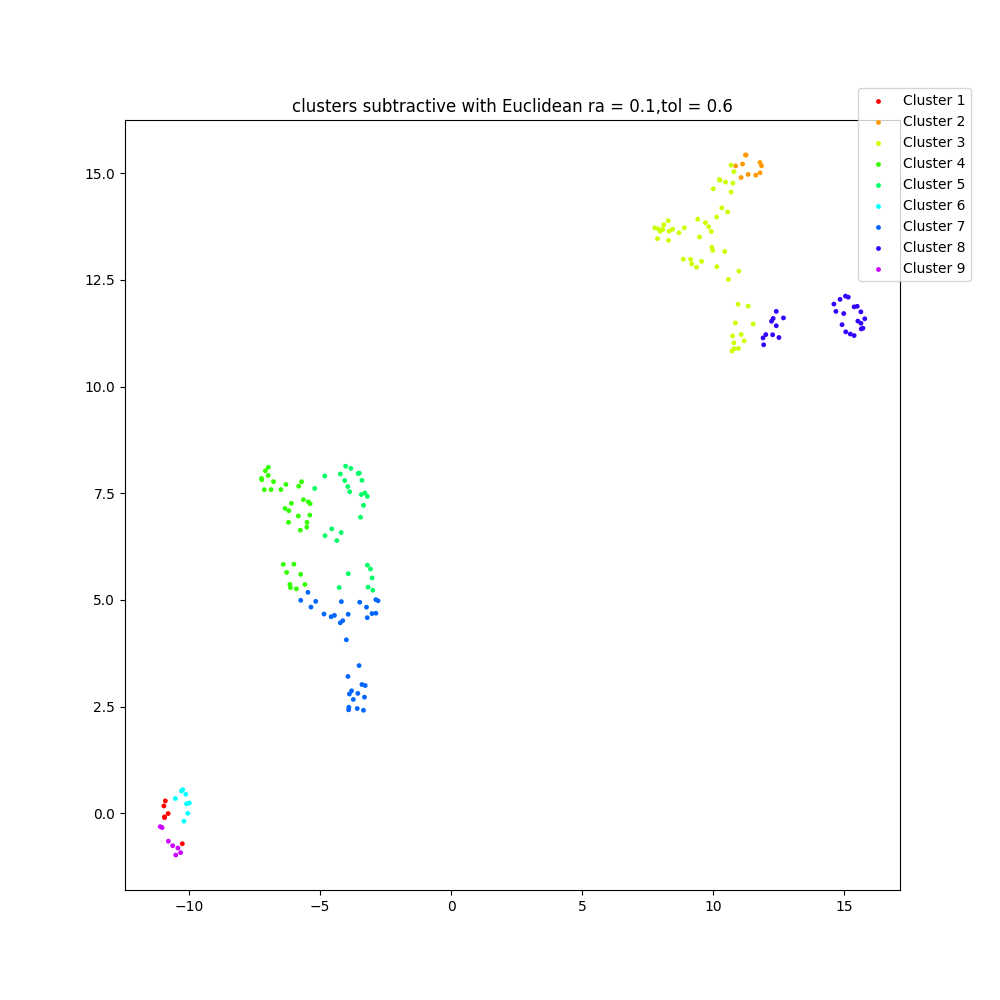 clusters subtractive with Euclidean ra = 0.1,tol = 0.6
Cluster 1
Cluster 2
Cluster 3
Cluster 4
Cluster 5
Cluster 6
Cluster 7
Cluster 8
Cluster 9
15.0
12.5
10.0
7.5
5.0
2.5
0.0
−10
−5
0
5
10
15